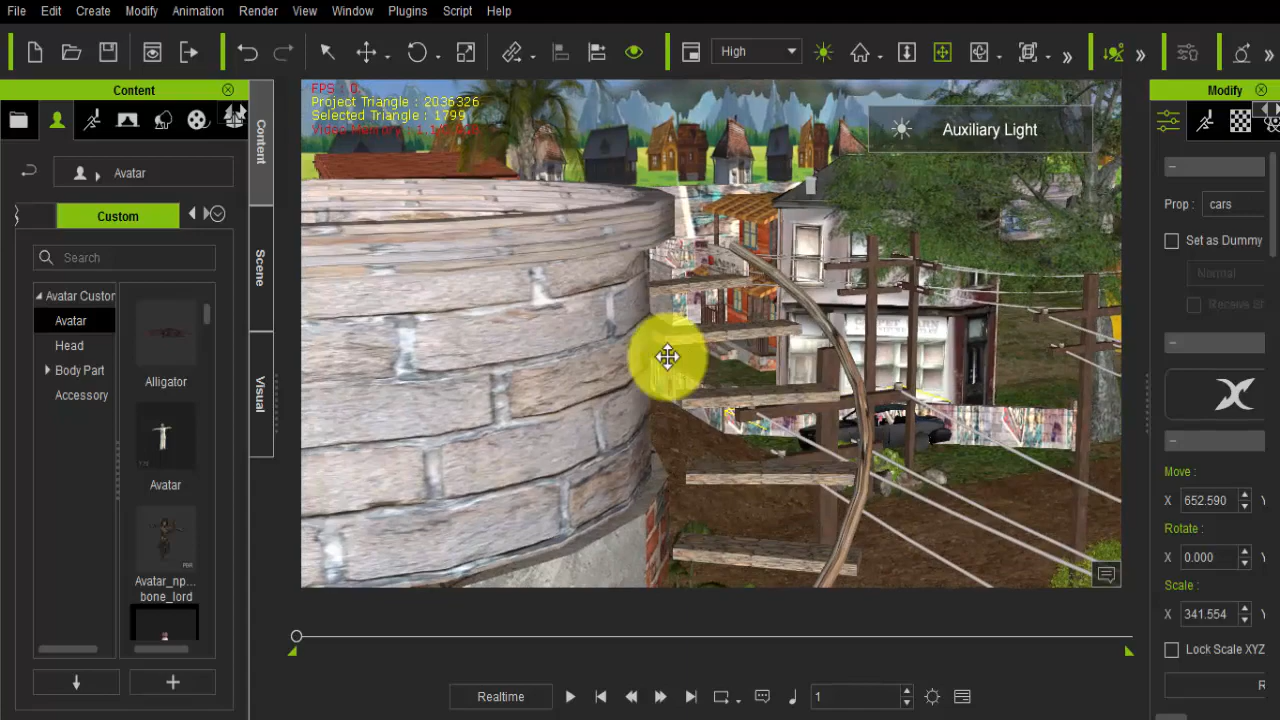 File Edit Create Modify Animation Render View Window Plugins Script Help
High
Content
Modify
FPS : 0.
Project Triangle : 2036326
Selected Triangle : 1799
Auxiliary Light
Content
Avatar
Prop : cars
Custom
Set as Dummy
Search
Scene
Normal
Avatar Custor
Avatar
Head
Body Part
Accessory
Alligator
Visual
Avatar
Move :
X 652.590 Y
Rotate :
X 0.000 Y
Avatar_np...
bone_lord
Scale :
X 341.554 Y
Lock Scale XYZ
R
Realtime
1